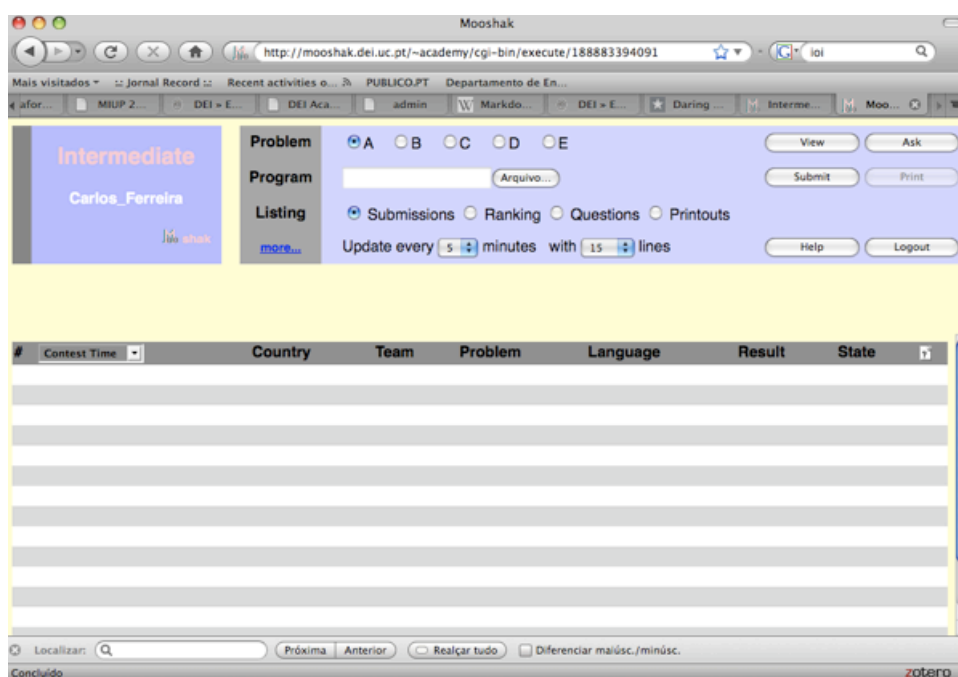 Mooshak
http://mooshak.dei.uc.pt/~academy/cgi-bin/execute/188883394091
ioi
Mais visitados
Jornal Record
Recent activities o...
PUBLICO.PT
Departamento de En...
afor...
MIUP 2...
DEI » E...
DEI Aca...
admin
Markdo...
DEI » E...
Daring ...
Interme...
Moo...
Intermediate
Carlos_Ferreira
shak
Problem A B C D E View Ask
Program Arquivo... Submit Print
Listing Submissions Ranking Questions Printouts
more... Update every 5 minutes with 15 lines Help Logout
# Contest Time Country Team Problem Language Result State
Localizar: Próxima Anterior Realçar tudo Diferenciar maiúsc./minúsc.
Concluído zotero